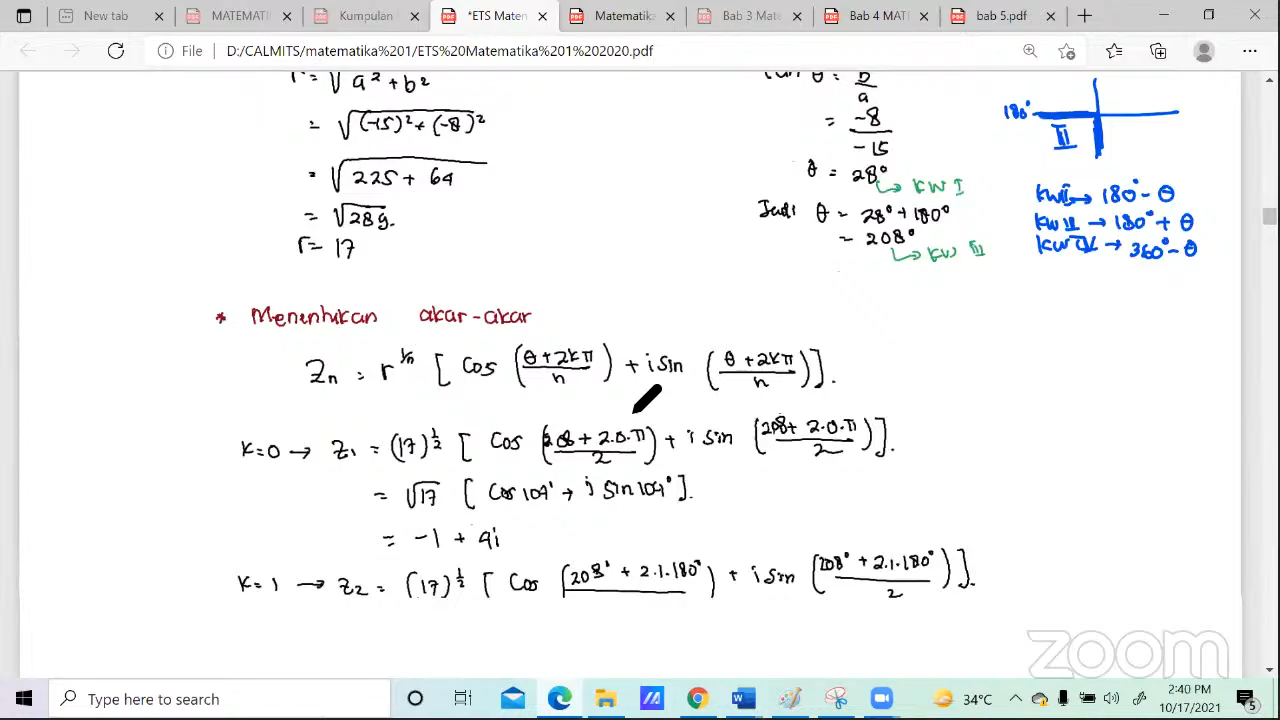 New tab
MATEMATI
Kumpulan
*ETS Maten
Matematika
Bab 3 Mate
Bab 4 MAT
bab 5.pdf
File D:/CALMITS/matematika%201/ETS%20Matematika%201%202020.pdf
r = √a² + b²
= √(-15)² + (-8)²
= √225 + 64
= √289.
r = 17
Tan θ = b/a
= -8/-15
θ = 28°
→ KW I
Jadi θ = 28° + 180°
= 208°
→ KW III
180°
III
KW II → 180° - θ
KW III → 180° + θ
KW IV → 360° - θ
* Menentukan akar-akar
Zn = r^1/n [ Cos (θ + 2kπ / n) + i sin (θ + 2kπ / n) ].
K=0 → Z1 = (17)^1/2 [ Cos (208 + 2.0.π / 2) + i sin (208 + 2.0.π / 2) ].
= √17 [ Cos 104° + i sin 104° ].
= -1 + 4i
K=1 → Z2 = (17)^1/2 [ Cos (208° + 2.1.180°) + i sin (208° + 2.1.180° / 2) ].
zoom
Type here to search
34°C
2:40 PM
10/17/2021
5